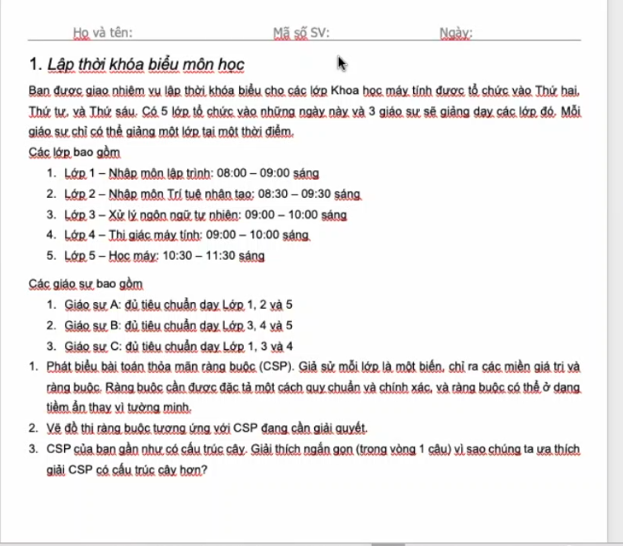 Họ và tên: Mã số SV: Ngày:
1. Lập thời khóa biểu môn học
Bạn được giao nhiệm vụ lập thời khóa biểu cho các lớp Khoa học máy tính được tổ chức vào Thứ hai,
Thứ tư, và Thứ sáu. Có 5 lớp tổ chức vào những ngày này và 3 giáo sư sẽ giảng dạy các lớp đó. Mỗi
giáo sư chỉ có thể giảng một lớp tại một thời điểm.
Các lớp bao gồm
1. Lớp 1 – Nhập môn lập trình: 08:00 – 09:00 sáng
2. Lớp 2 – Nhập môn Trí tuệ nhân tạo: 08:30 – 09:30 sáng
3. Lớp 3 – Xử lý ngôn ngữ tự nhiên: 09:00 – 10:00 sáng
4. Lớp 4 – Thị giác máy tính: 09:00 – 10:00 sáng
5. Lớp 5 – Học máy: 10:30 – 11:30 sáng
Các giáo sư bao gồm
1. Giáo sư A: đủ tiêu chuẩn dạy Lớp 1, 2 và 5
2. Giáo sư B: đủ tiêu chuẩn dạy Lớp 3, 4 và 5
3. Giáo sư C: đủ tiêu chuẩn dạy Lớp 1, 3 và 4
1. Phát biểu bài toán thỏa mãn ràng buộc (CSP). Giả sử mỗi lớp là một biến, chỉ ra các miền giá trị và
ràng buộc. Ràng buộc cần được đặc tả một cách quy chuẩn và chính xác, và ràng buộc có thể ở dạng
tiềm ẩn thay vì tường minh.
2. Vẽ đồ thị ràng buộc tương ứng với CSP đang cần giải quyết.
3. CSP của bạn gần như có cấu trúc cây. Giải thích ngắn gọn (trong vòng 1 câu) vì sao chúng ta ưa thích
giải CSP có cấu trúc cây hơn?